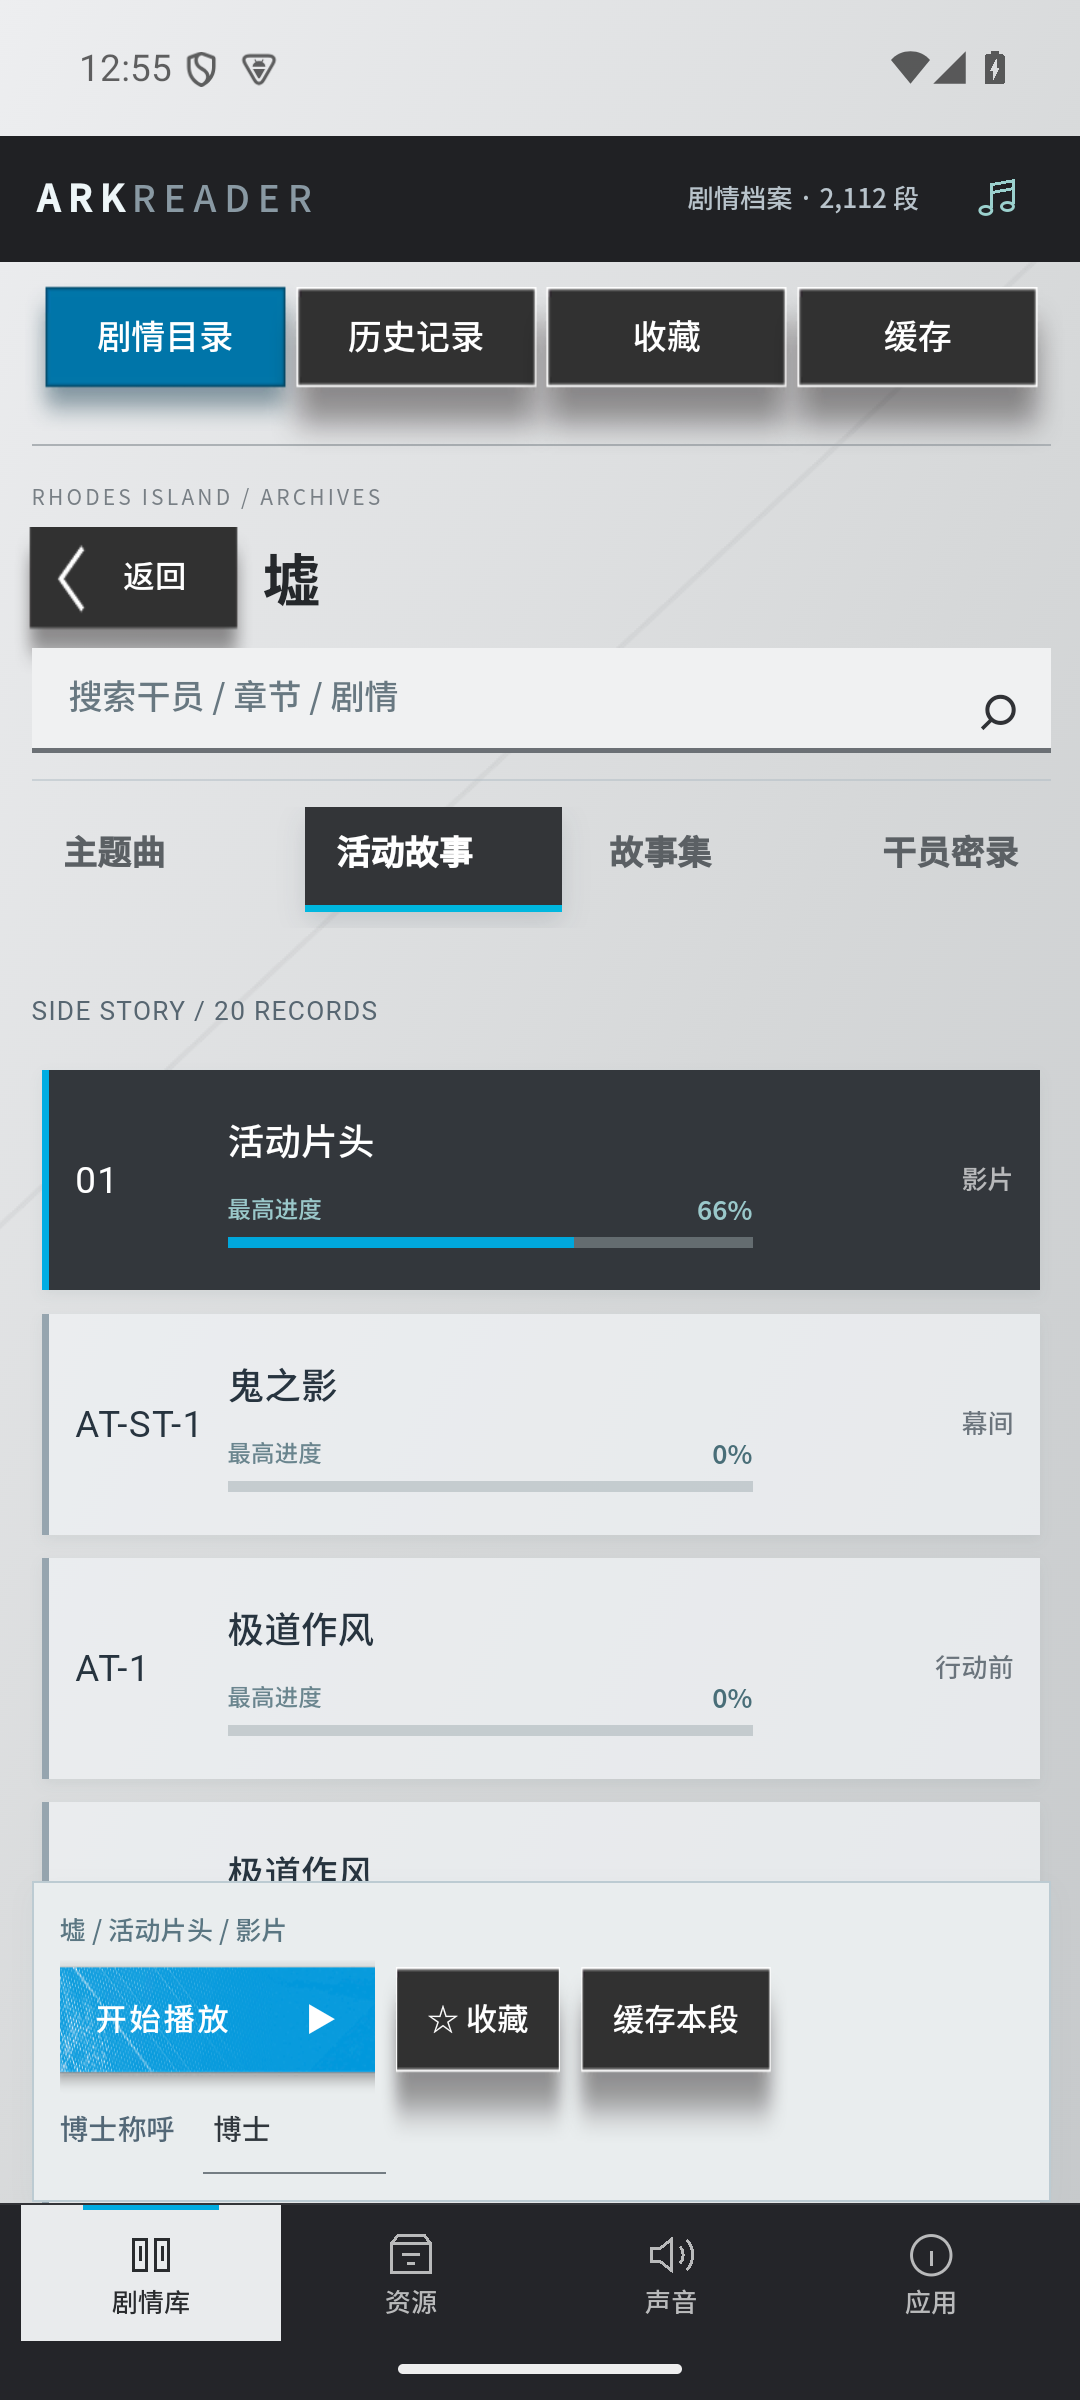 12:55
ARKREADER
剧情档案 · 2,112 段
剧情目录
历史记录
收藏
缓存
RHODES ISLAND / ARCHIVES
返回
墟
搜索干员 / 章节 / 剧情
主题曲
活动故事
故事集
干员密录
SIDE STORY / 20 RECORDS
01
活动片头
最高进度
66%
影片
AT-ST-1
鬼之影
最高进度
0%
幕间
AT-1
极道作风
最高进度
0%
行动前
极道作风
墟 / 活动片头 / 影片
开始播放
☆ 收藏
缓存本段
博士称呼
博士
剧情库
资源
声音
应用